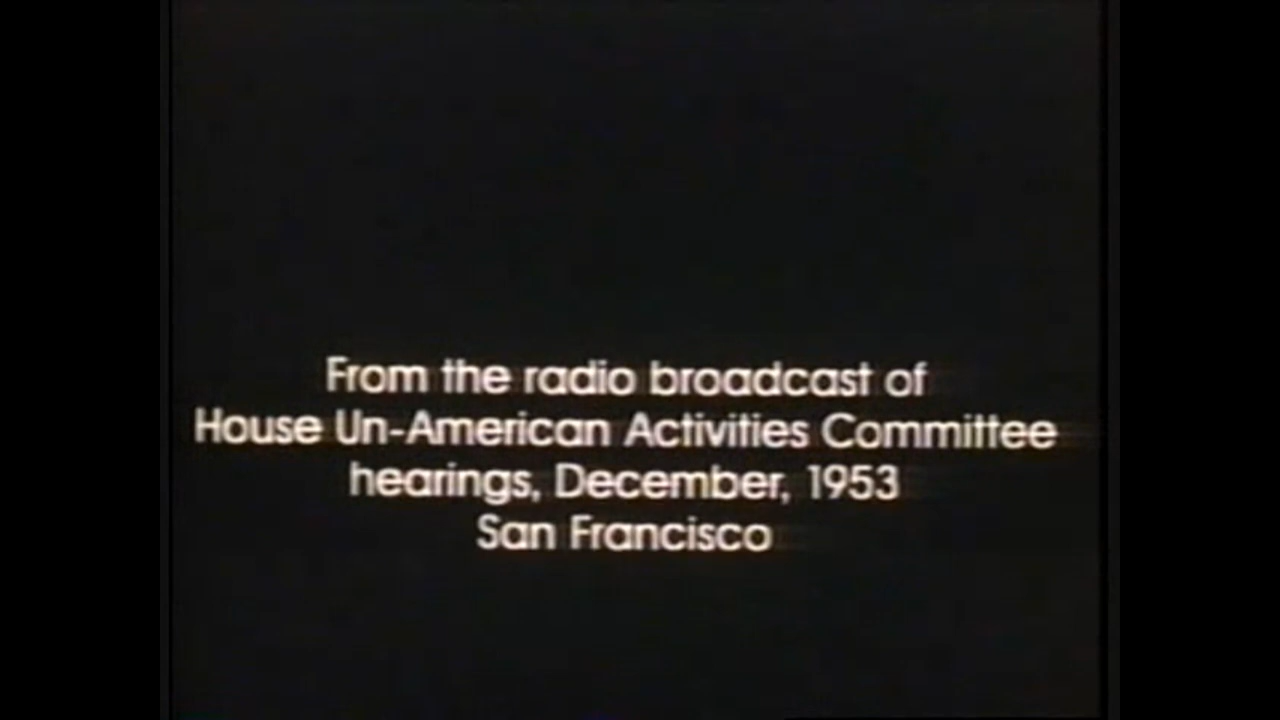 From the radio broadcast of
House Un-American Activities Committee
hearings, December, 1953
San Francisco